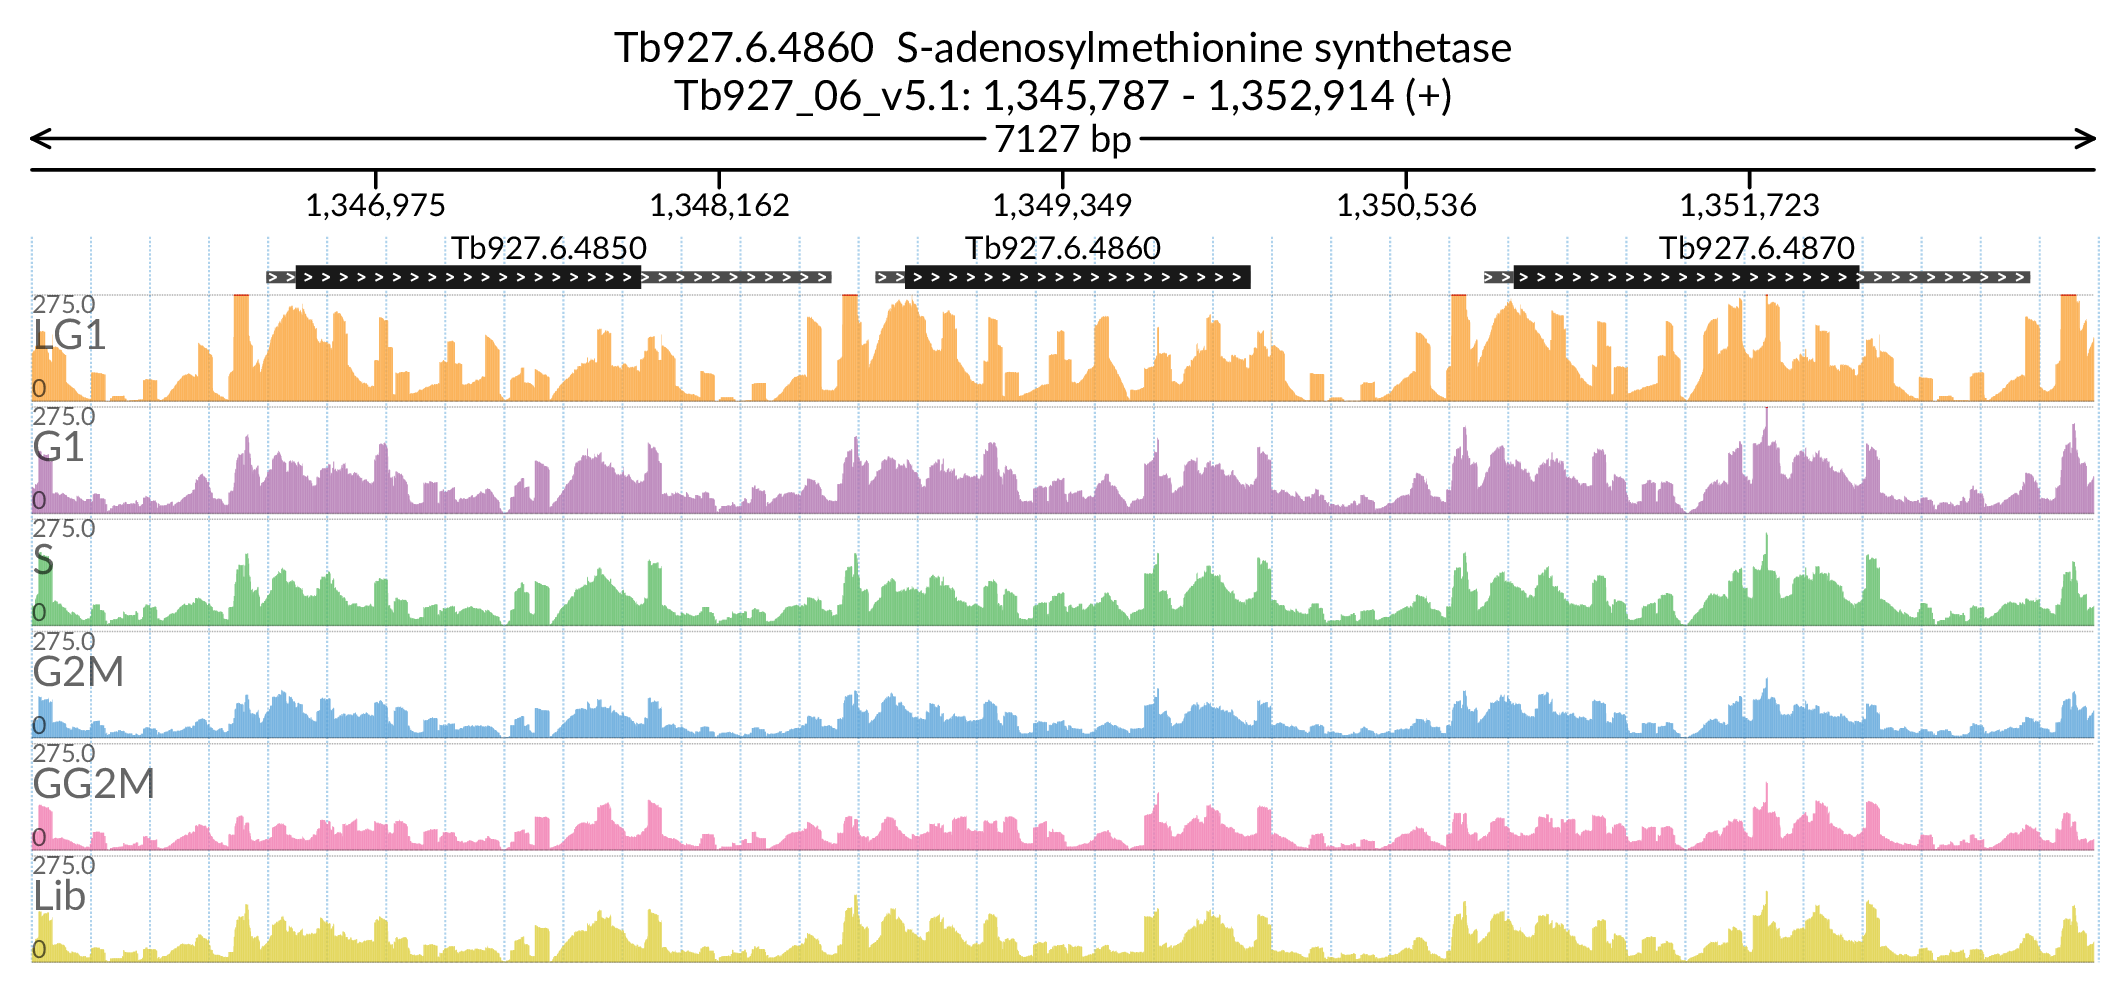 Tb927.6.4860  S-adenosylmethionine synthetase
Tb927_06_v5.1: 1,345,787 - 1,352,914 (+)
7127 bp
1,346,975 1,348,162 1,349,349 1,350,536 1,351,723
Tb927.6.4850 Tb927.6.4860 Tb927.6.4870
275.0
LG1
0
275.0
G1
0
275.0
S
0
275.0
G2M
0
275.0
GG2M
0
275.0
Lib
0